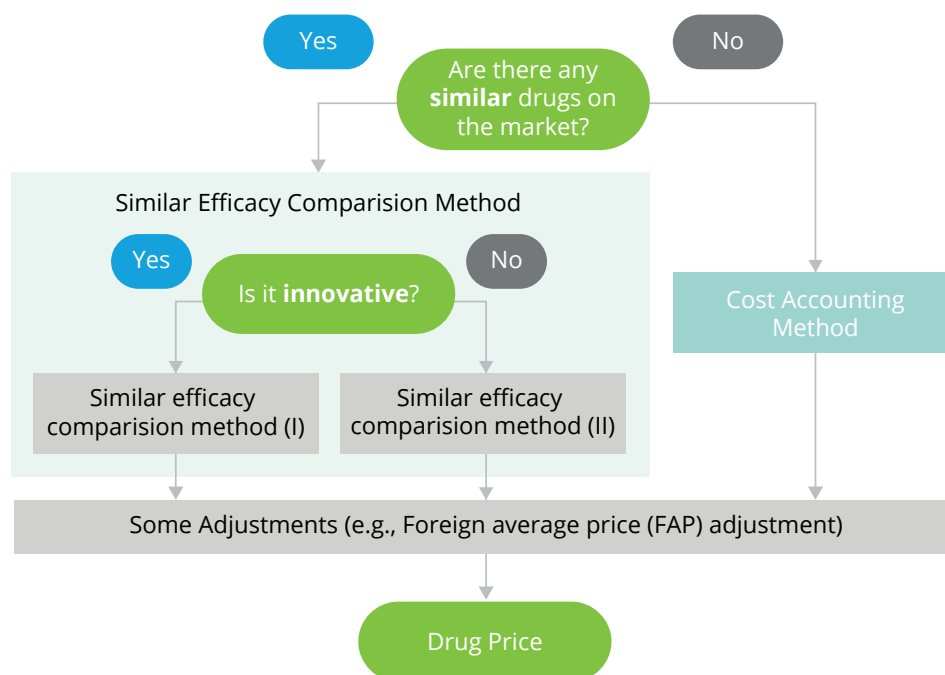 Yes
No
Are there any
similar drugs on
the market?
Similar Efficacy Comparision Method
Yes
No
Is it innovative?
Cost Accounting
Method
Similar efficacy
comparision method (I)
Similar efficacy
comparision method (II)
Some Adjustments (e.g., Foreign average price (FAP) adjustment)
Drug Price